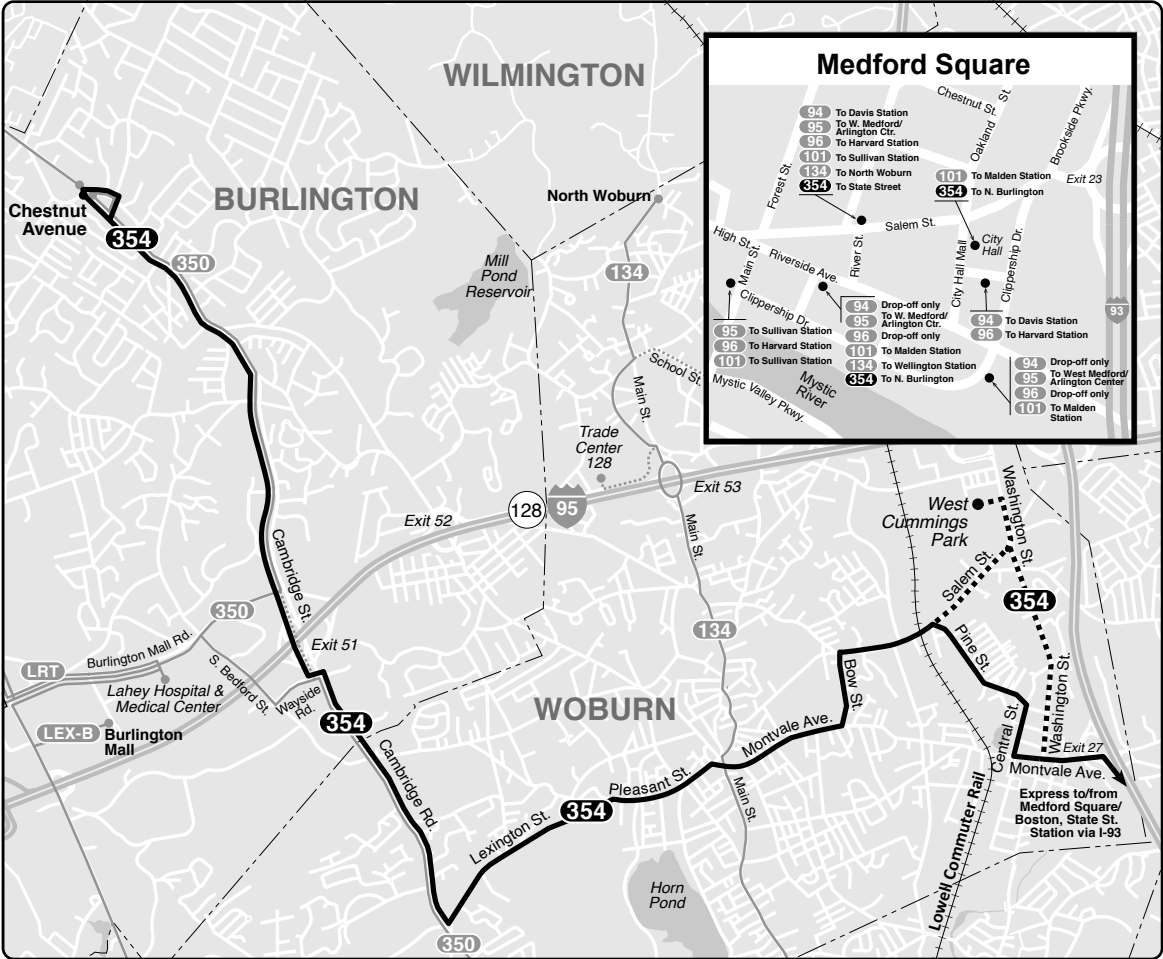 WILMINGTON
BURLINGTON
North Woburn
Chestnut
Avenue
354
350
134
Mill
Pond
Reservoir
School St.
Main St.
Trade
Center
128
Exit 53
128
95
Exit 52
Main St.
Cambridge St.
350
Exit 51
LRT
Burlington Mall Rd.
S. Bedford St.
Wayside
Rd.
Lahey Hospital &
Medical Center
LEX-B
Burlington
Mall
354
Cambridge Rd.
WOBURN
134
Lexington St.
354
Pleasant St.
Montvale Ave.
Bow St.
Main St.
Horn
Pond
350
West
Cummings
Park
Washington St.
Salem St.
354
Pine St.
Washington St.
Central St.
Exit 27
Montvale Ave.
Express to/from
Medford Square/
Boston, State St.
Station via I-93
Lowell Commuter Rail
Medford Square
Chestnut St.
Oakland St.
Brookside Pkwy.
Exit 23
94 To Davis Station
95 To W. Medford/
Arlington Ctr.
96 To Harvard Station
101 To Sullivan Station
134 To North Woburn
354 To State Street
101 To Malden Station
354 To N. Burlington
Forest St.
Salem St.
High St.
Main St.
Riverside Ave.
River St.
City Hall Mall
City
Hall
Clippership Dr.
Clippership Dr.
93
95 To Sullivan Station
96 To Harvard Station
101 To Sullivan Station
94 Drop-off only
95 To W. Medford/
Arlington Ctr.
96 Drop-off only
101 To Malden Station
134 To Wellington Station
354 To N. Burlington
94 To Davis Station
96 To Harvard Station
94 Drop-off only
95 To West Medford/
Arlington Center
96 Drop-off only
101 To Malden
Station
Mystic
River
Mystic Valley Pkwy.